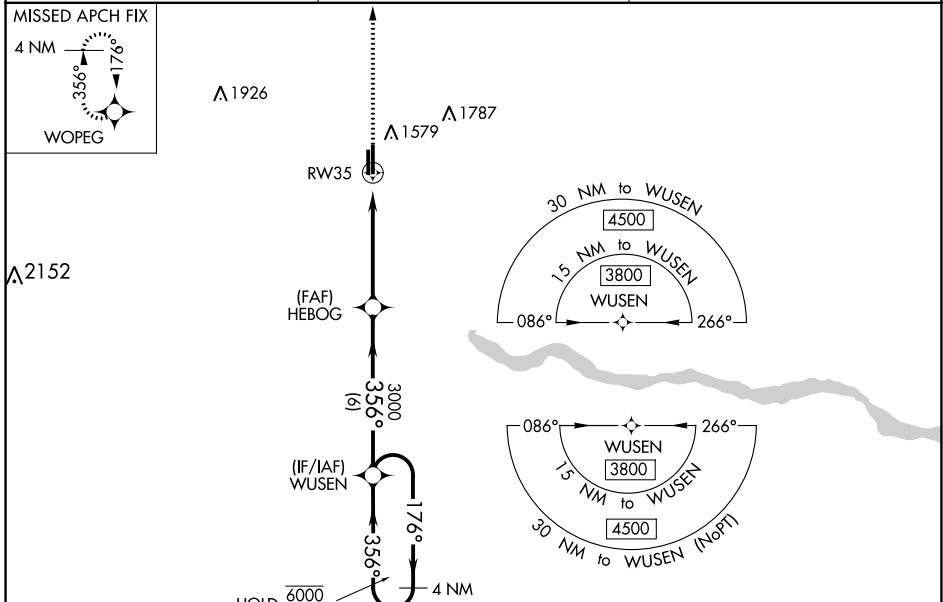 MISSED APCH FIX
4 NM
356°
176°
WOPEG
1926
1787
1579
RW35
2152
(FAF)
HEBOG
3000
356°
(6)
(IF/IAF)
WUSEN
176°
356°
4 NM
HOLD 6000
30 NM to WUSEN
4500
15 NM to WUSEN
3800
WUSEN
086°
266°
086°
266°
WUSEN
3800
15 NM to WUSEN
4500
30 NM to WUSEN (NoPT)